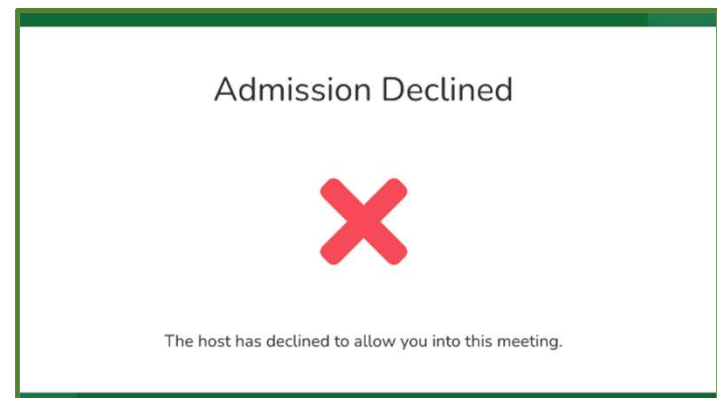 Admission Declined
The host has declined to allow you into this meeting.